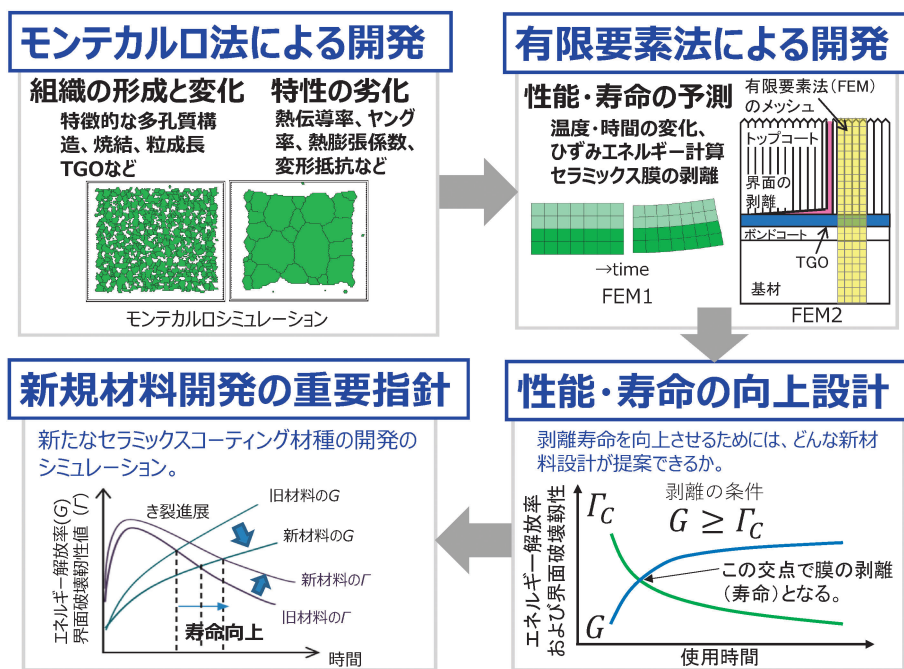 モンテカルロ法による開発
組織の形成と変化
特徴的な多孔質構
造、焼結、粒成長
TGOなど
特性の劣化
熱伝導率、ヤング
率、熱膨張係数、
変形抵抗など
モンテカルロシミュレーション
有限要素法による開発
性能・寿命の予測
温度・時間の変化、
ひずみエネルギー計算
セラミックス膜の剥離
→time
FEM1
有限要素法(FEM)
のメッシュ
トップコート
界面の
剥離
ボンドコート
TGO
基材
FEM2
新規材料開発の重要指針
新たなセラミックスコーティング材種の開発の
シミュレーション。
エネルギー解放率(G)
界面破壊靭性値(Γ)
き裂進展
旧材料のG
新材料のG
新材料のΓ
旧材料のΓ
寿命向上
時間
性能・寿命の向上設計
剥離寿命を向上させるためには、どんな新材
料設計が提案できるか。
エネルギー解放率
および界面破壊靭性
ΓC
G
剥離の条件
G ≥ ΓC
この交点で膜の剥離
(寿命)となる。
使用時間